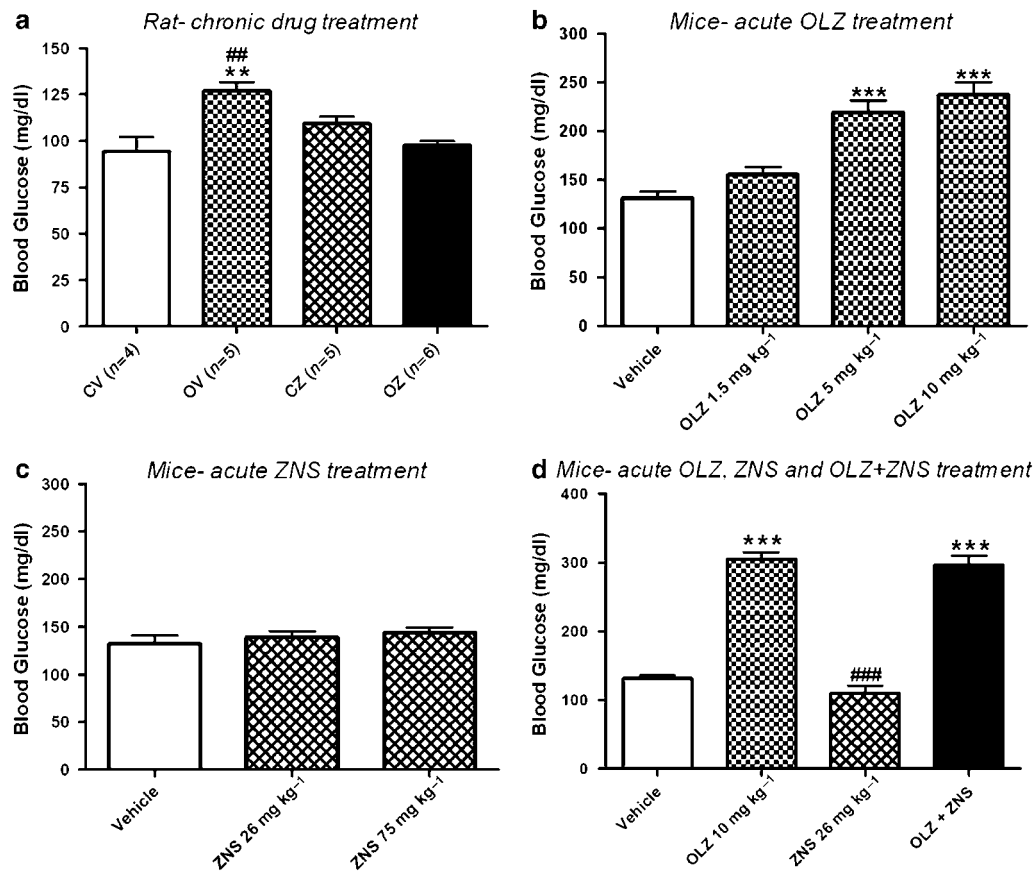 a Rat- chronic drug treatment
Blood Glucose (mg/dl)
150
125
100
75
50
25
0
##
**
CV (n=4)
OV (n=5)
CZ (n=5)
OZ (n=6)
b Mice- acute OLZ treatment
Blood Glucose (mg/dl)
300
250
200
150
100
50
0
***
***
Vehicle
OLZ 1.5 mg kg⁻¹
OLZ 5 mg kg⁻¹
OLZ 10 mg kg⁻¹
c Mice- acute ZNS treatment
Blood Glucose (mg/dl)
300
250
200
150
100
50
0
Vehicle
ZNS 26 mg kg⁻¹
ZNS 75 mg kg⁻¹
d Mice- acute OLZ, ZNS and OLZ+ZNS treatment
Blood Glucose (mg/dl)
400
300
200
100
0
***
###
***
Vehicle
OLZ 10 mg kg⁻¹
ZNS 26 mg kg⁻¹
OLZ + ZNS